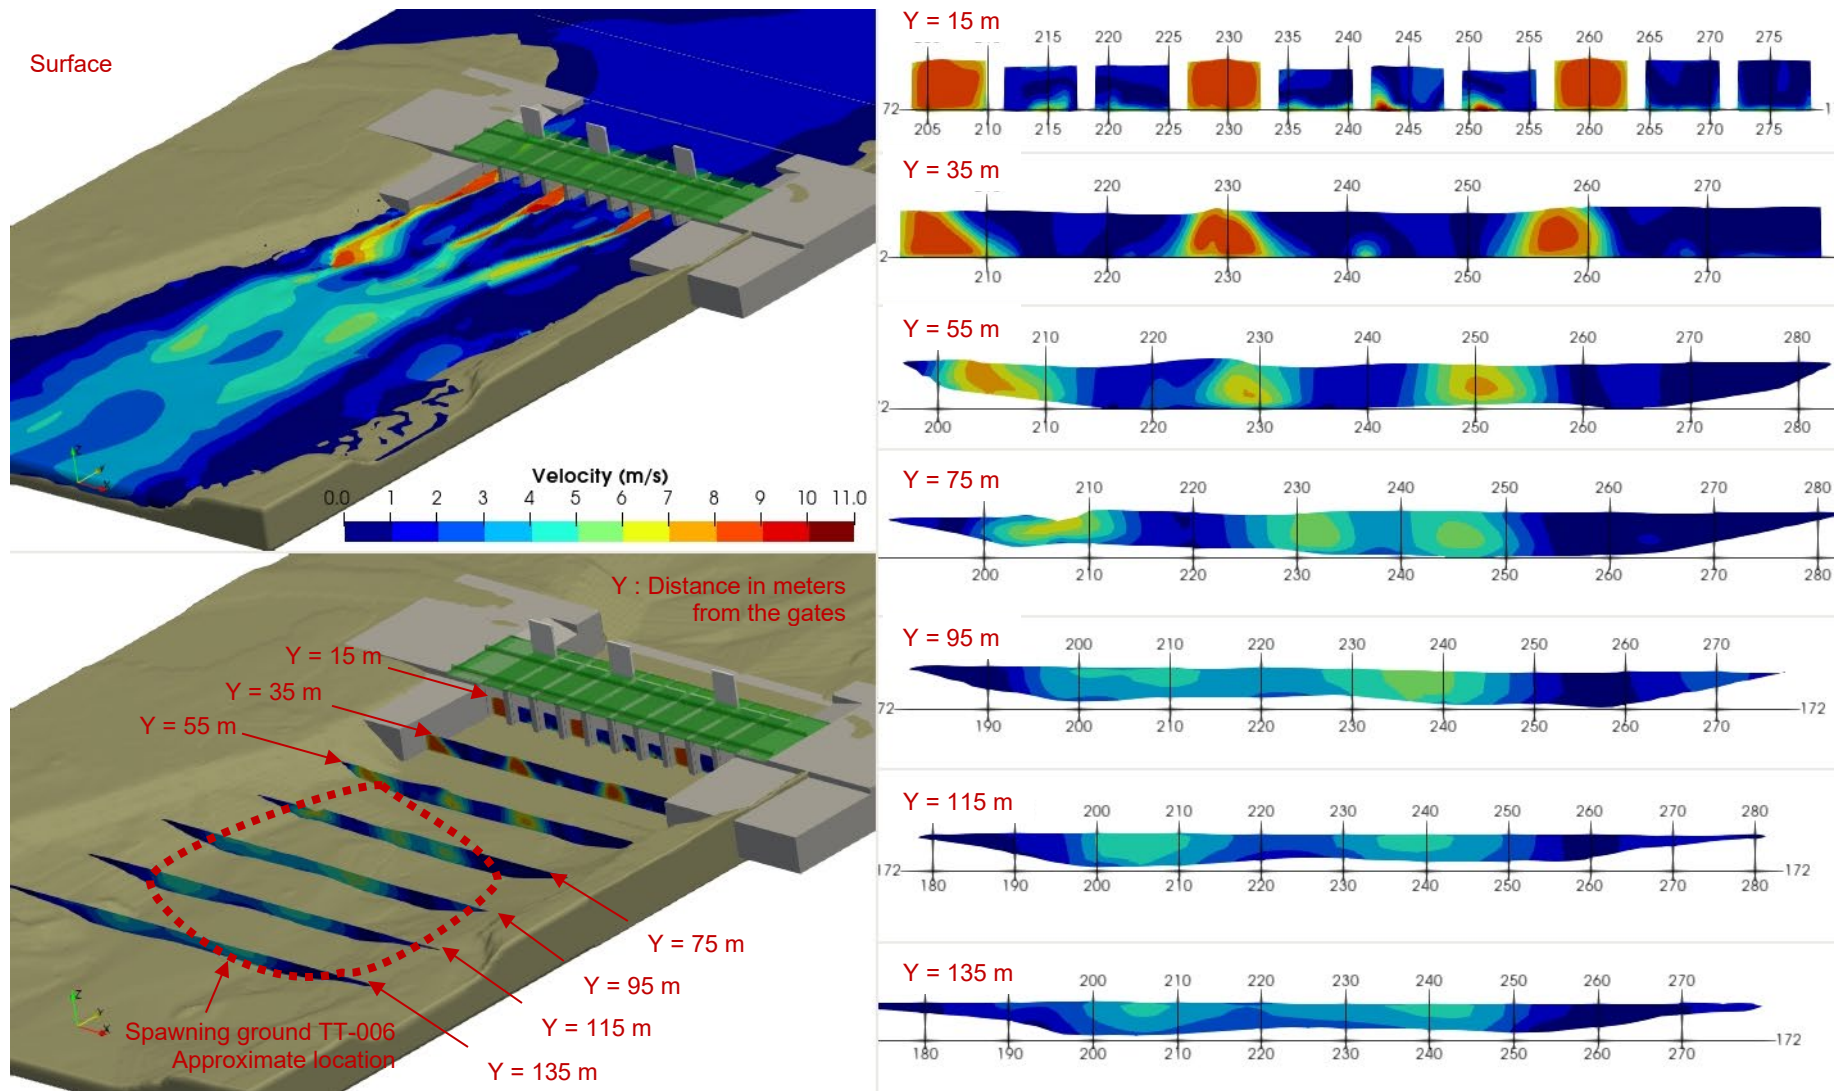 Surface
Velocity (m/s)
0.0 1 2 3 4 5 6 7 8 9 10 11.0
Z
Y
X
Y : Distance in meters
from the gates
Y = 15 m
Y = 35 m
Y = 55 m
Y = 75 m
Y = 95 m
Y = 115 m
Y = 135 m
Spawning ground TT-006
Approximate location
Z
Y
X
Y = 15 m
215 220 225 230 235 240 245 250 255 260 265 270 275
72
205 210 215 220 225 230 235 240 245 250 255 260 265 270 275
Y = 35 m
220 230 240 250 260 270
2
210 220 230 240 250 260 270
Y = 55 m
210 220 230 240 250 260 270 280
72
200 210 220 230 240 250 260 270 280
Y = 75 m
210 220 230 240 250 260 270 280
200 210 220 230 240 250 260 270 280
Y = 95 m
200 210 220 230 240 250 260 270
72 172
190 200 210 220 230 240 250 260 270
Y = 115 m
200 210 220 230 240 250 260 270 280
172 172
180 190 200 210 220 230 240 250 260 270 280
Y = 135 m
200 210 220 230 240 250 260 270
172
180 190 200 210 220 230 240 250 260 270